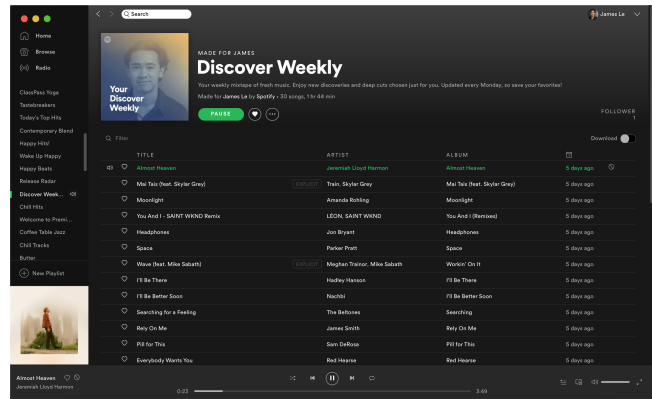 Search
James Le
Home
Browse
Radio
ClassPass Yoga
Tastebreakers
Today's Top Hits
Contemporary Blend
Happy Hits!
Wake Up Happy
Happy Beats
Release Radar
Discover Week...
Chill Hits
Welcome to Premi...
Coffee Table Jazz
Chill Tracks
Butter
New Playlist
Your
Discover
Weekly
MADE FOR JAMES
Discover Weekly
Your weekly mixtape of fresh music. Enjoy new discoveries and deep cuts chosen just for you. Updated every Monday, so save your favorites!
Made for James Le by Spotify • 30 songs, 1 hr 44 min
PAUSE
FOLLOWER
1
Filter
Download
TITLE ARTIST ALBUM
Almost Heaven Jeremiah Lloyd Harmon Almost Heaven 5 days ago
Mai Tais (feat. Skylar Grey) EXPLICIT Train, Skylar Grey Mai Tais (feat. Skylar Grey) 5 days ago
Moonlight Amanda Rohling Moonlight 5 days ago
You And I - SAINT WKND Remix LÉON, SAINT WKND You And I (Remixes) 5 days ago
Headphones Jon Bryant Headphones 5 days ago
Space Parker Pratt Space 5 days ago
Wave (feat. Mike Sabath) EXPLICIT Meghan Trainor, Mike Sabath Workin' On It 5 days ago
I'll Be There Hadley Hanson I'll Be There 5 days ago
I'll Be Better Soon Nachbi I'll Be Better Soon 5 days ago
Searching for a Feeling The Beltones Searching 5 days ago
Rely On Me James Smith Rely On Me 5 days ago
Pill for This Sam DeRosa Pill for This 5 days ago
Everybody Wants You Red Hearse Red Hearse 5 days ago
Almost Heaven
Jeremiah Lloyd Harmon
0:23
3:49